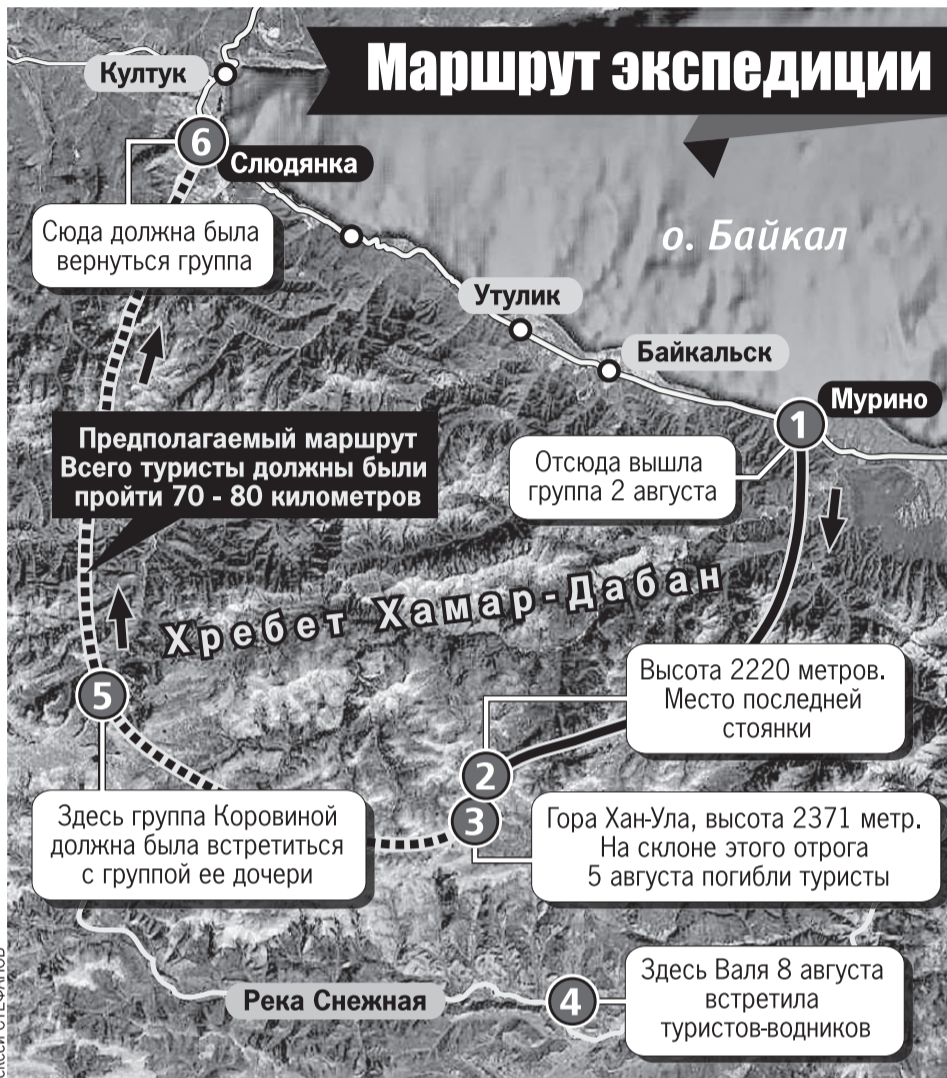 Маршрут экспедиции
Култук
6
Слюдянка
Сюда должна была
вернуться группа
о. Байкал
Утулик
Байкальск
Мурино
1
Отсюда вышла
группа 2 августа
Предполагаемый маршрут
Всего туристы должны были
пройти 70 - 80 километров
Хребет Хамар-Дабан
5
Высота 2220 метров.
Место последней
стоянки
2
3
Здесь группа Коровиной
должна была встретиться
с группой ее дочери
Гора Хан-Ула, высота 2371 метр.
На склоне этого отрога
5 августа погибли туристы
Река Снежная
4
Здесь Валя 8 августа
встретила
туристов-водников